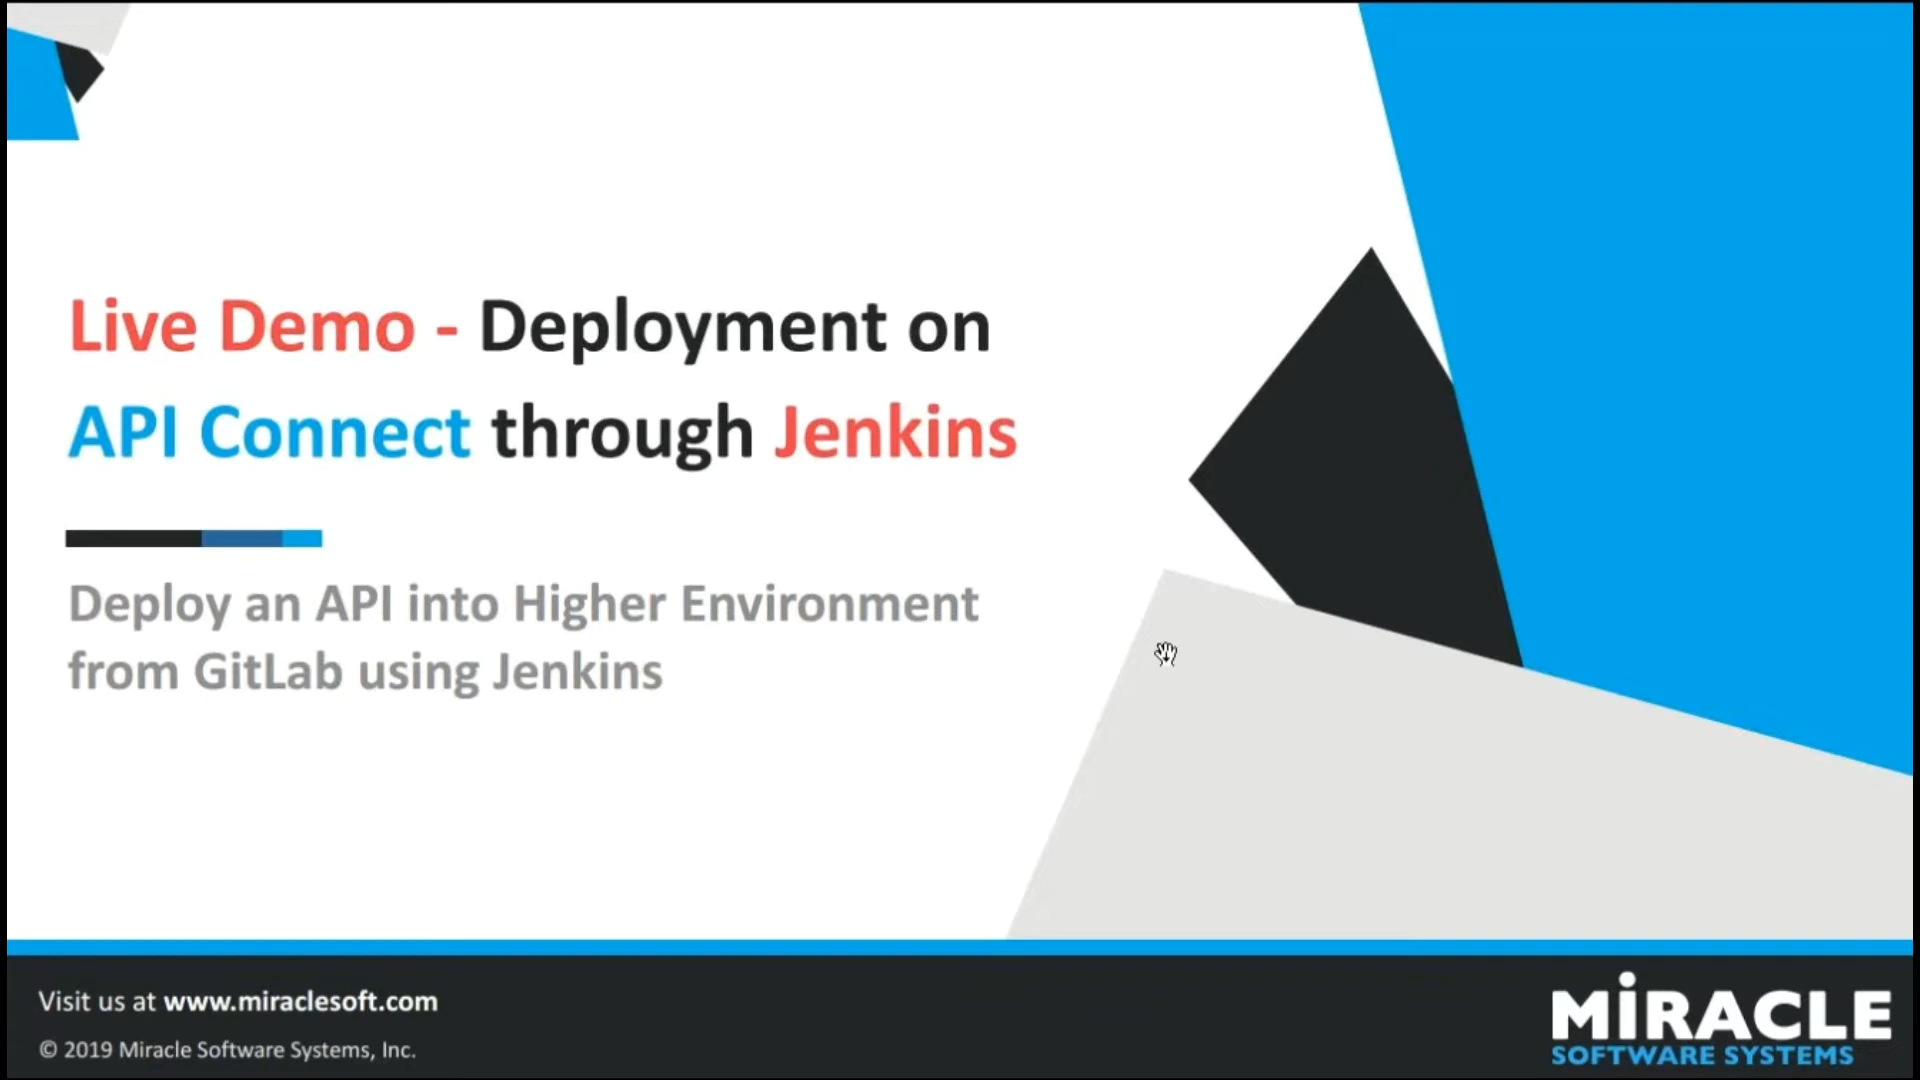 Live Demo - Deployment on
API Connect through Jenkins
Deploy an API into Higher Environment
from GitLab using Jenkins
Visit us at www.miraclesoft.com
© 2019 Miracle Software Systems, Inc.
MiRACLE
SOFTWARE SYSTEMS